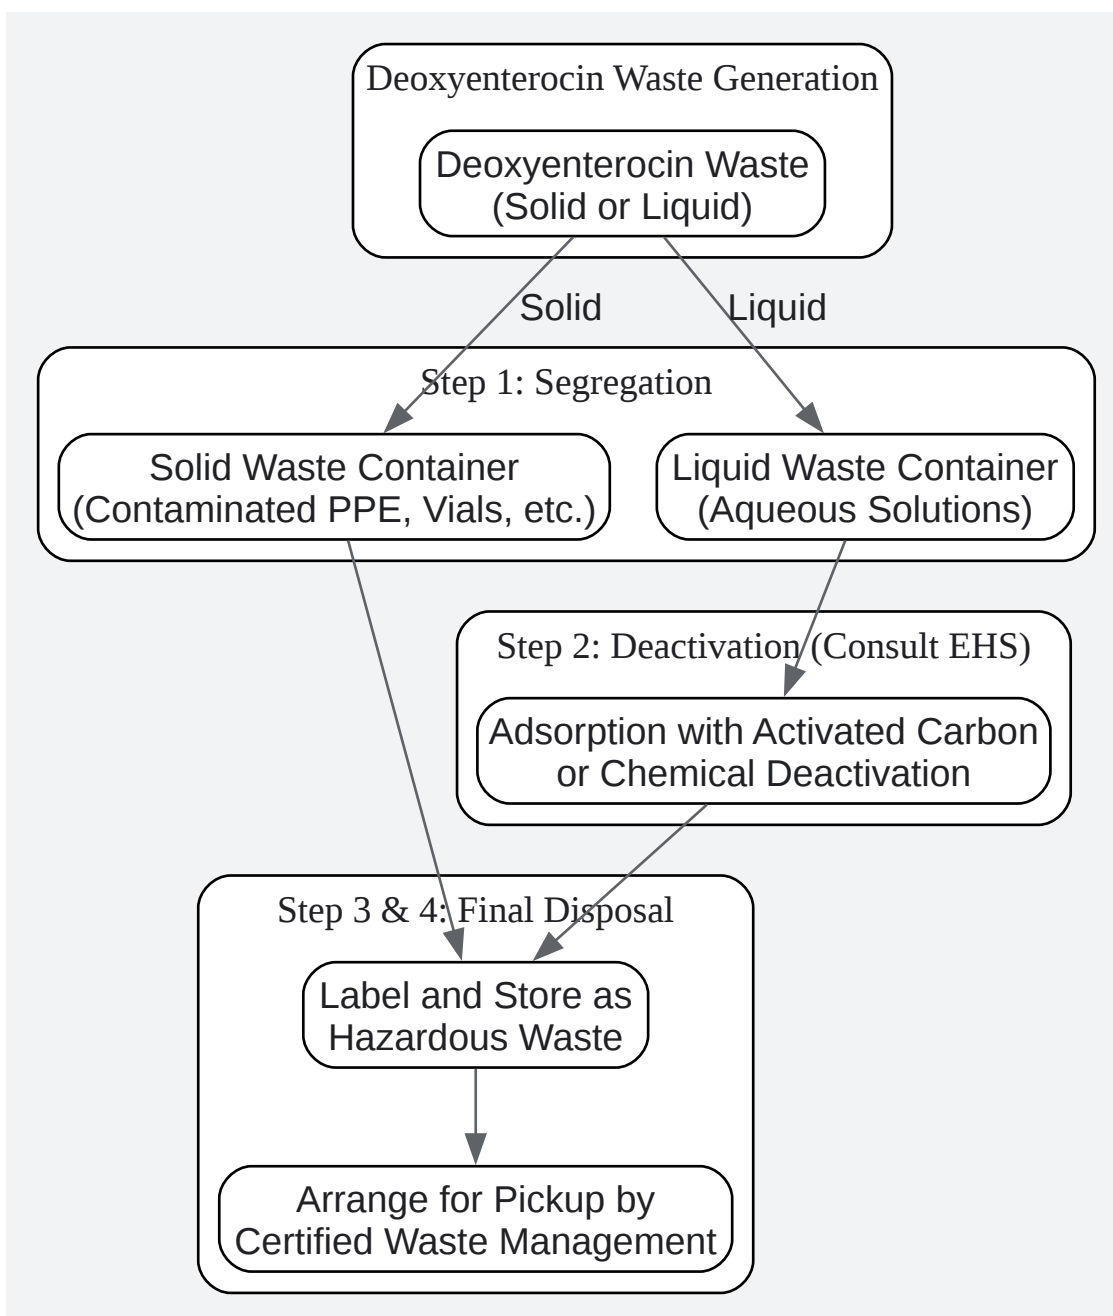 Deoxyenterocin Waste Generation
Deoxyenterocin Waste
(Solid or Liquid)
Solid
Liquid
Step 1: Segregation
Solid Waste Container
(Contaminated PPE, Vials, etc.)
Liquid Waste Container
(Aqueous Solutions)
Step 2: Deactivation (Consult EHS)
Adsorption with Activated Carbon
or Chemical Deactivation
Step 3 & 4: Final Disposal
Label and Store as
Hazardous Waste
Arrange for Pickup by
Certified Waste Management